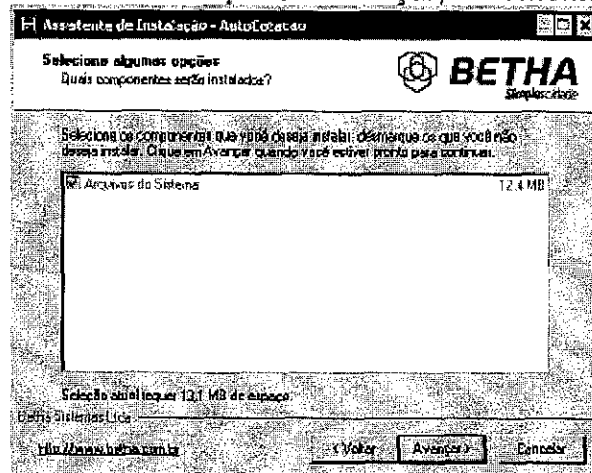 Assistente de Instalação - AutoCotacao
Selecione algumas opções
Quais componentes serão instalados?
BETHA
Simplicidade
Selecione os componentes que você deseja instalar; desmarque os que você não
deseja instalar. Clique em Avançar quando você estiver pronto para continuar.
Arquivos do Sistema 12,4 MB
Seleção atual requer 13,1 MB de espaço.
Betha Sistemas Ltda
http://www.betha.com.br
< Voltar
Avançar >
Cancelar